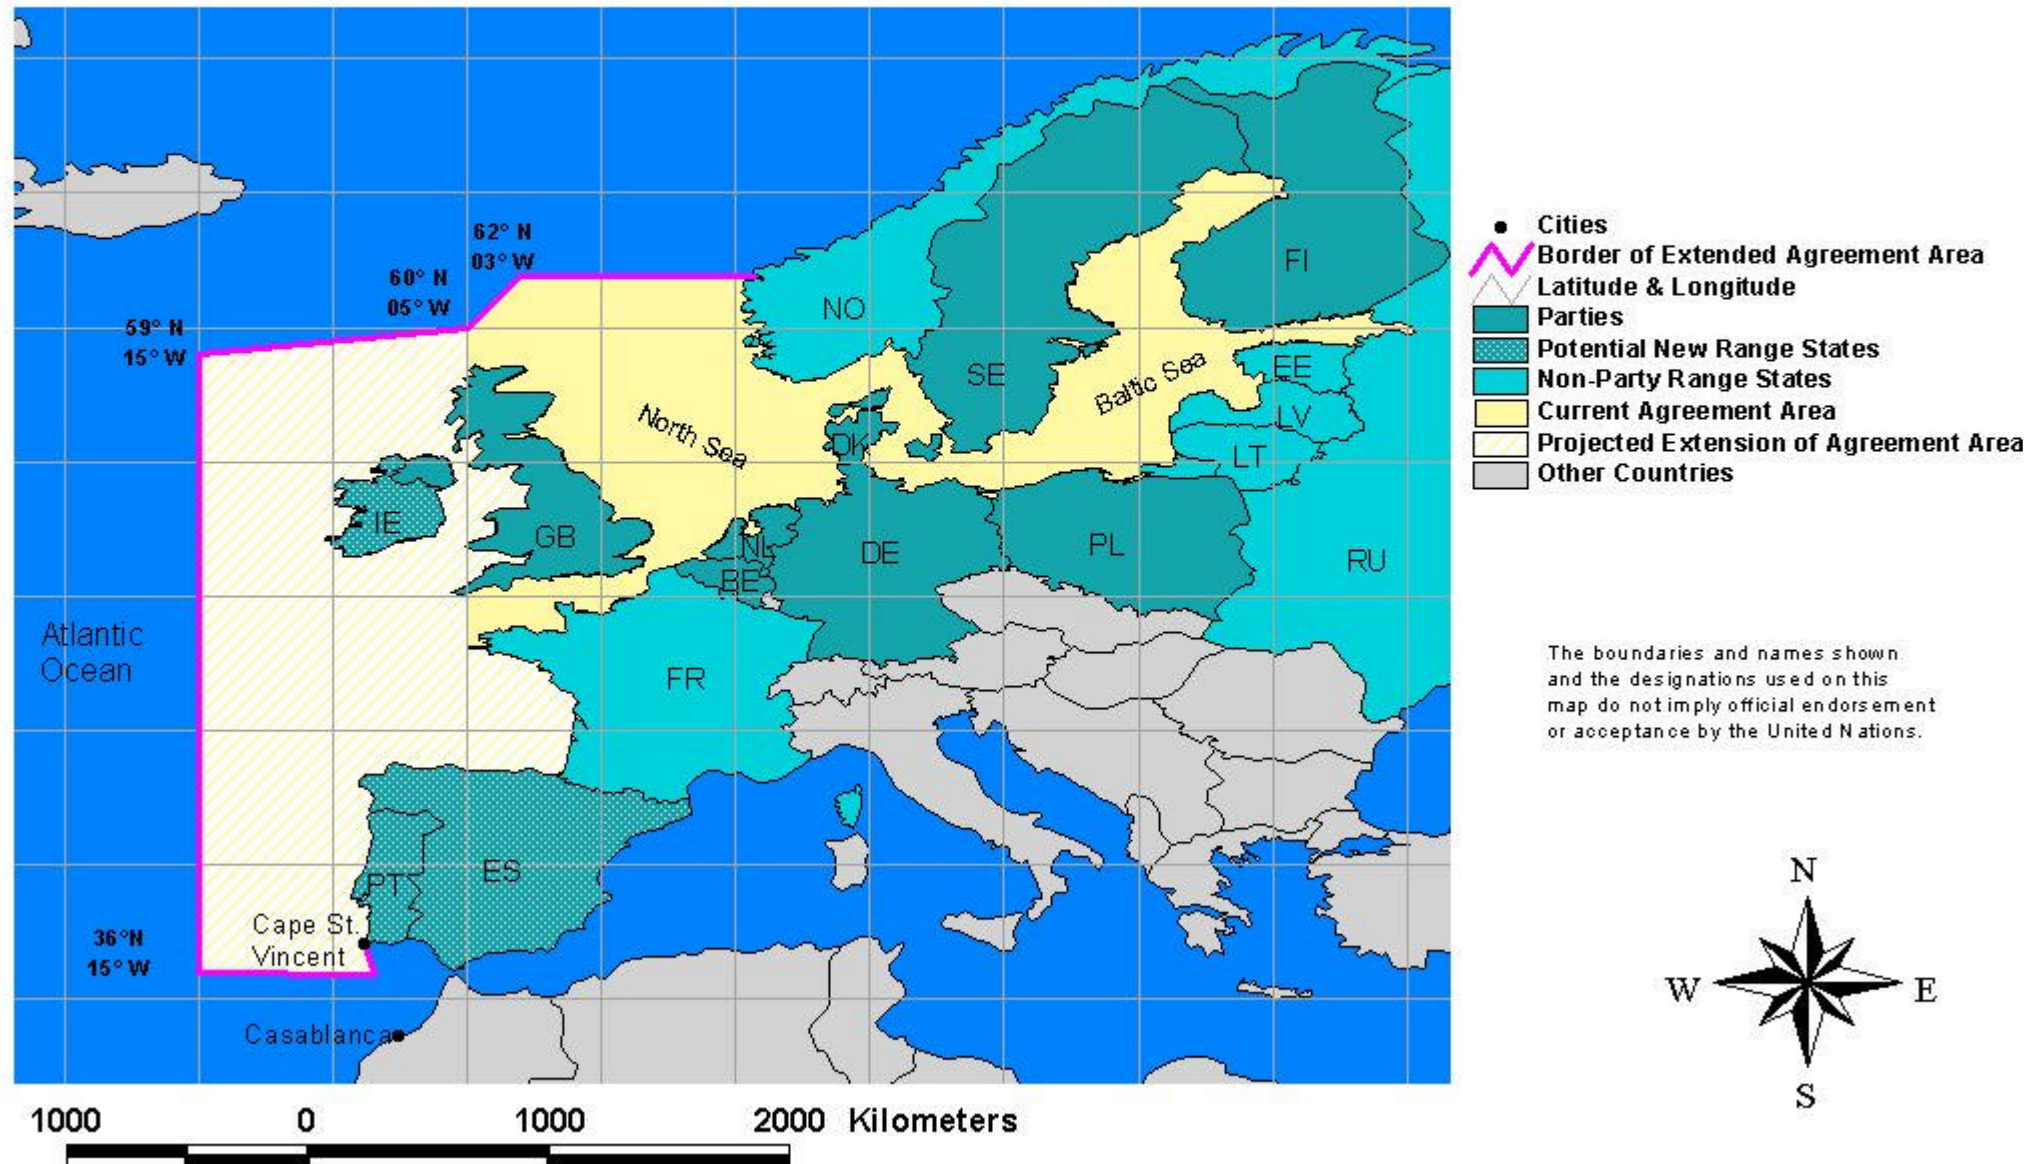 62° N
03° W
60° N
05° W
59° N
15° W
NO
FI
SE
EE
LV
LT
DK
North Sea
Baltic Sea
IE
GB
NL
BE
DE
PL
RU
Atlantic
Ocean
FR
PT
ES
Cape St.
Vincent
36°N
15° W
Casablanca
Cities
Border of Extended Agreement Area
Latitude & Longitude
Parties
Potential New Range States
Non-Party Range States
Current Agreement Area
Projected Extension of Agreement Area
Other Countries
The boundaries and names shown
and the designations used on this
map do not imply official endorsement
or acceptance by the United Nations.
N
W E
S
1000 0 1000 2000 Kilometers